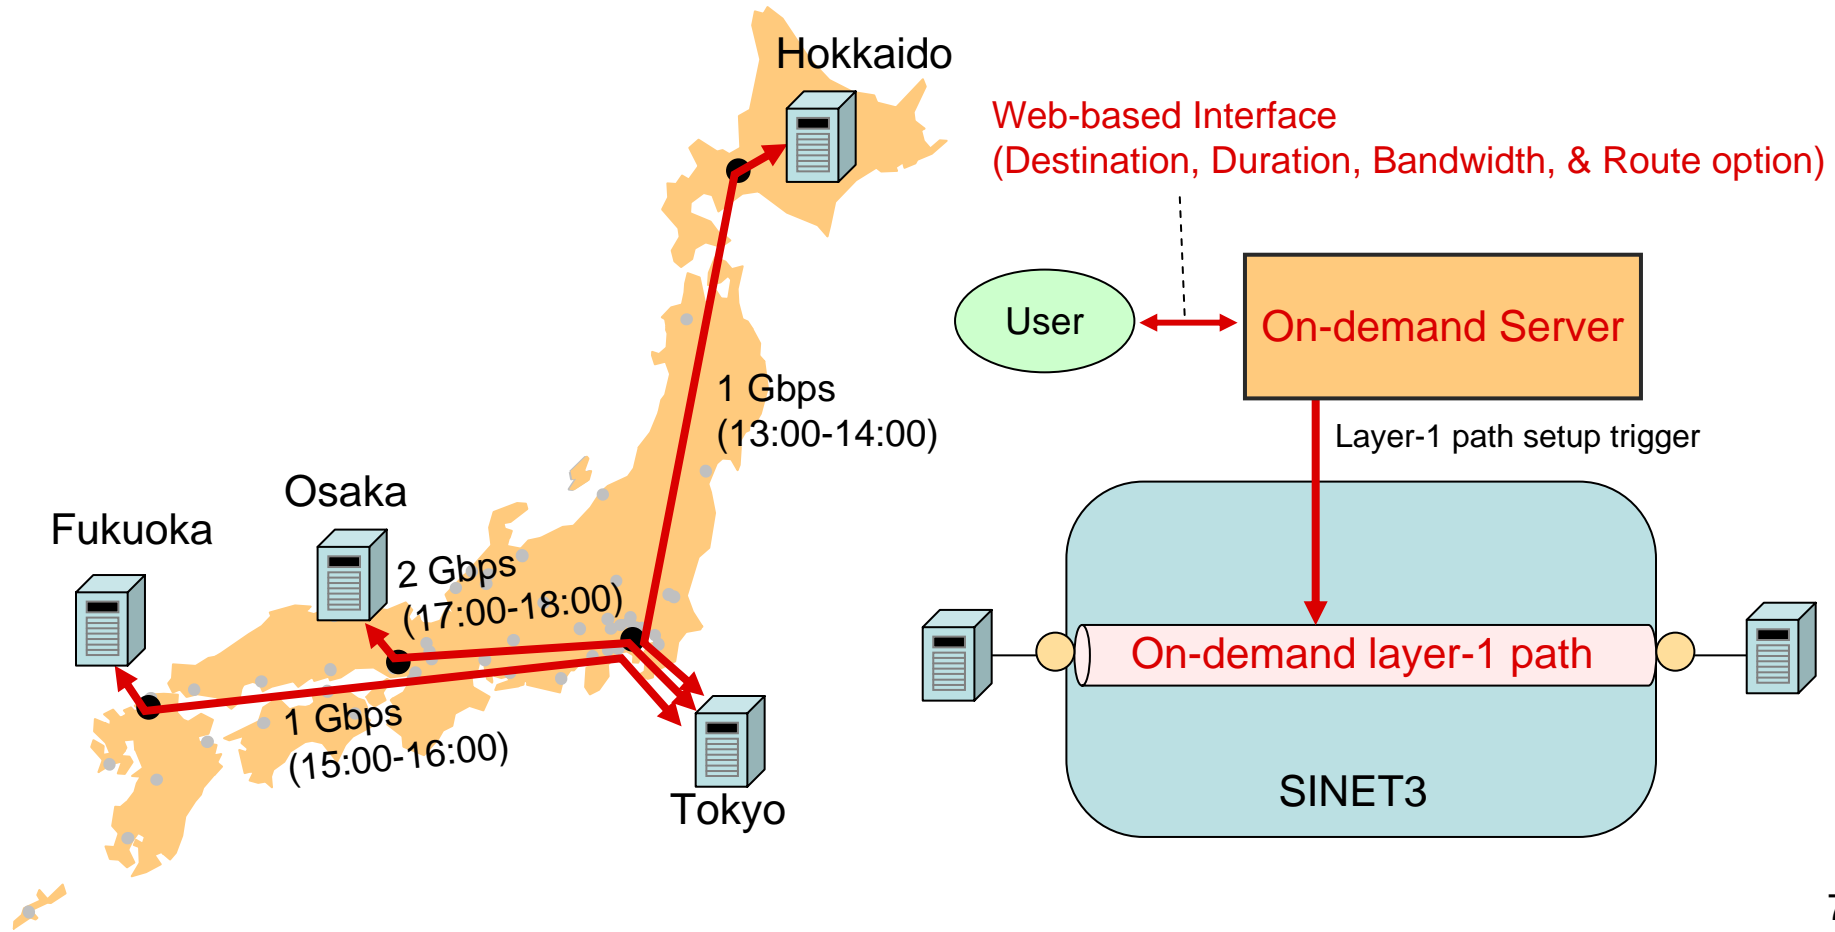 Hokkaido
Web-based Interface
(Destination, Duration, Bandwidth, & Route option)
User
On-demand Server
1 Gbps
(13:00-14:00)
Layer-1 path setup trigger
Osaka
Fukuoka
2 Gbps
(17:00-18:00)
On-demand layer-1 path
1 Gbps
(15:00-16:00)
SINET3
Tokyo
7